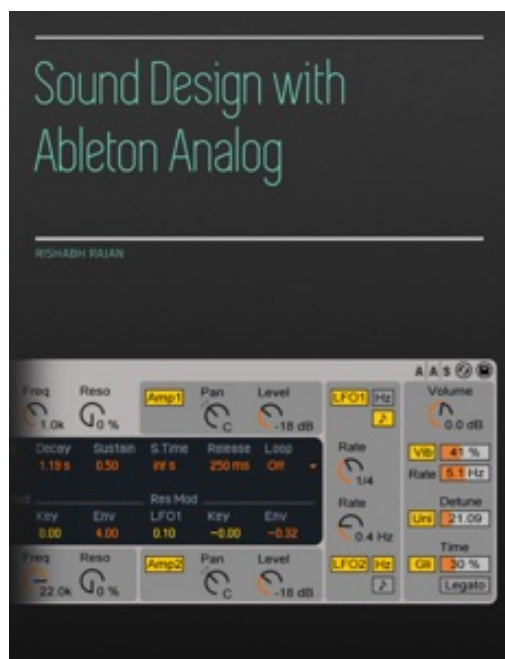 Sound Design with
Ableton Analog
RISHABH RAJAN
A A S
Freq Reso Amp1 Pan Level LFO1 Hz Volume
1.0k 0 % C -18 dB 0.0 dB
Decay Sustain S.Time Release Loop Rate Vib 41 %
1.19 s 0.50 inf s 250 ms Off 1/4 Rate 5.1 Hz
Res Mod Detune
Key Env LFO1 Key Env Rate Uni 21.09
0.00 4.00 0.10 -0.00 -0.32 0.4 Hz
Freq Reso Amp2 Pan Level LFO2 Hz Time
22.0k 0 % C -18 dB Gli 30 %
Legato